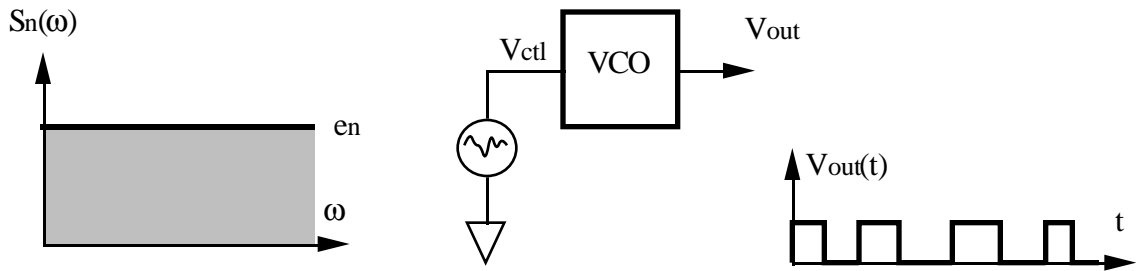 Sn(ω)
en
ω
Vctl
VCO
Vout
Vout(t)
t